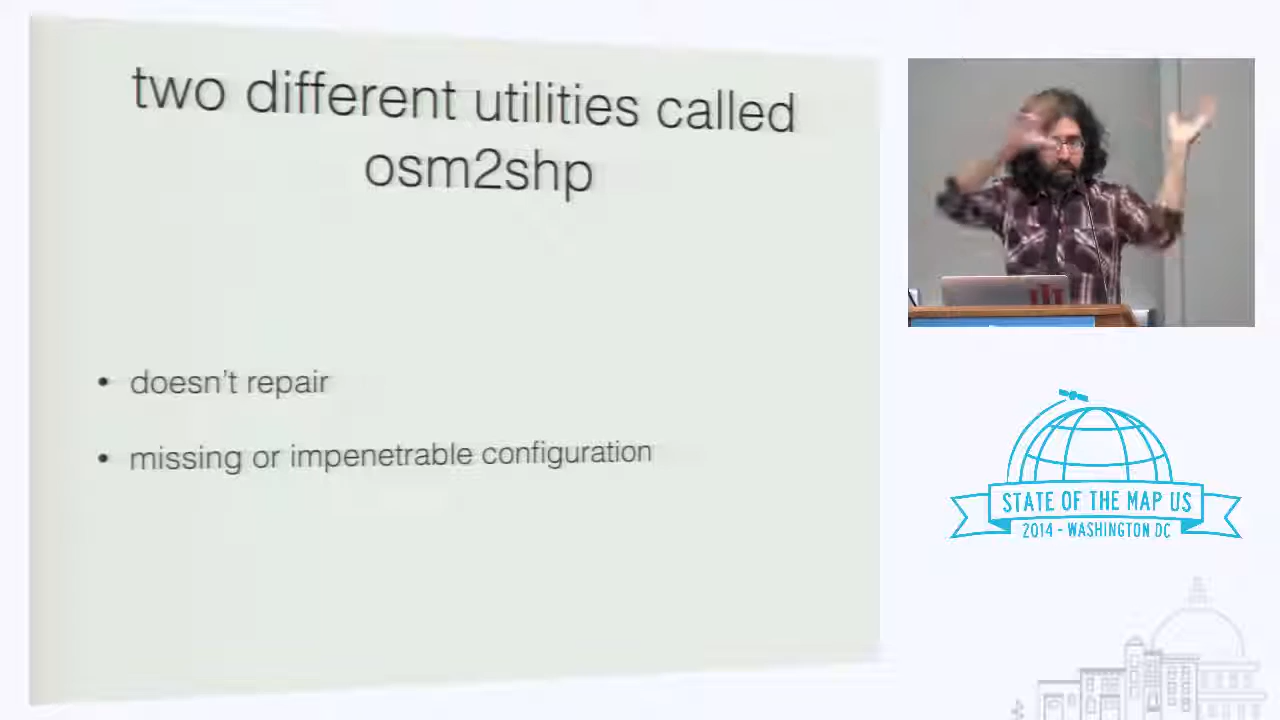 two different utilities called
osm2shp
• doesn't repair
• missing or impenetrable configuration
STATE OF THE MAP US
2014 - WASHINGTON DC